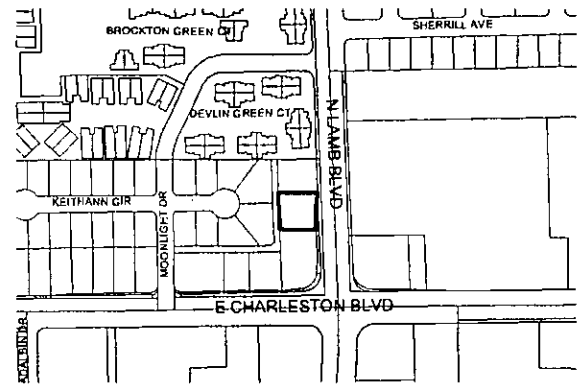 BROCKTON GREEN CT
SHERRILL AVE
DEVLIN GREEN CT
N LAMB BLVD
KEITHANN CIR
MOONLIGHT DR
E CHARLESTON BLVD